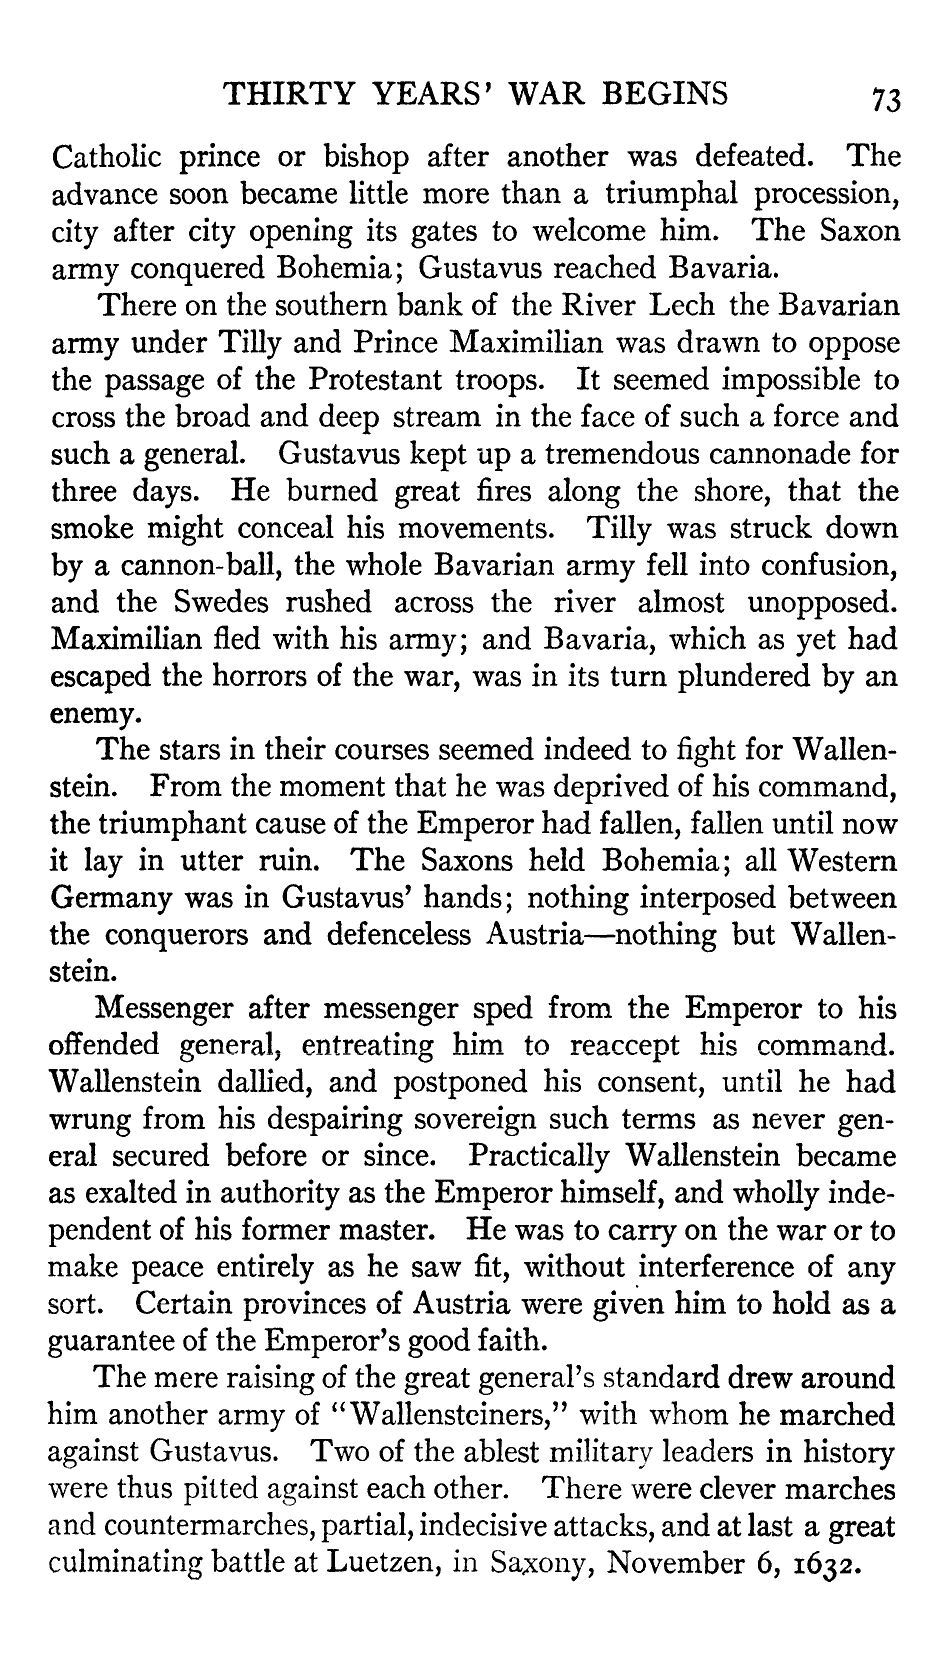 THIRTY YEARS' WAR BEGINS 73
Catholic prince or bishop after another was defeated. The
advance soon became little more than a triumphal procession,
city after city opening its gates to welcome him. The Saxon
army conquered Bohemia; Gustavus reached Bavaria.
There on the southern bank of the River Lech the Bavarian
army under Tilly and Prince Maximilian was drawn to oppose
the passage of the Protestant troops. It seemed impossible to
cross the broad and deep stream in the face of such a force and
such a general. Gustavus kept up a tremendous cannonade for
three days. He burned great fires along the shore, that the
smoke might conceal his movements. Tilly was struck down
by a cannon-ball, the whole Bavarian army fell into confusion,
and the Swedes rushed across the river almost unopposed.
Maximilian fled with his army; and Bavaria, which as yet had
escaped the horrors of the war, was in its turn plundered by an
enemy.
The stars in their courses seemed indeed to fight for Wallen-
stein. From the moment that he was deprived of his command,
the triumphant cause of the Emperor had fallen, fallen until now
it lay in utter ruin. The Saxons held Bohemia; all Western
Germany was in Gustavus' hands; nothing interposed between
the conquerors and defenceless Austria—nothing but Wallen-
stein.
Messenger after messenger sped from the Emperor to his
offended general, entreating him to reaccept his command.
Wallenstein dallied, and postponed his consent, until he had
wrung from his despairing sovereign such terms as never gen-
eral secured before or since. Practically Wallenstein became
as exalted in authority as the Emperor himself, and wholly inde-
pendent of his former master. He was to carry on the war or to
make peace entirely as he saw fit, without interference of any
sort. Certain provinces of Austria were given him to hold as a
guarantee of the Emperor's good faith.
The mere raising of the great general's standard drew around
him another army of "Wallensteiners," with whom he marched
against Gustavus. Two of the ablest military leaders in history
were thus pitted against each other. There were clever marches
and countermarches, partial, indecisive attacks, and at last a great
culminating battle at Luetzen, in Saxony, November 6, 1632.